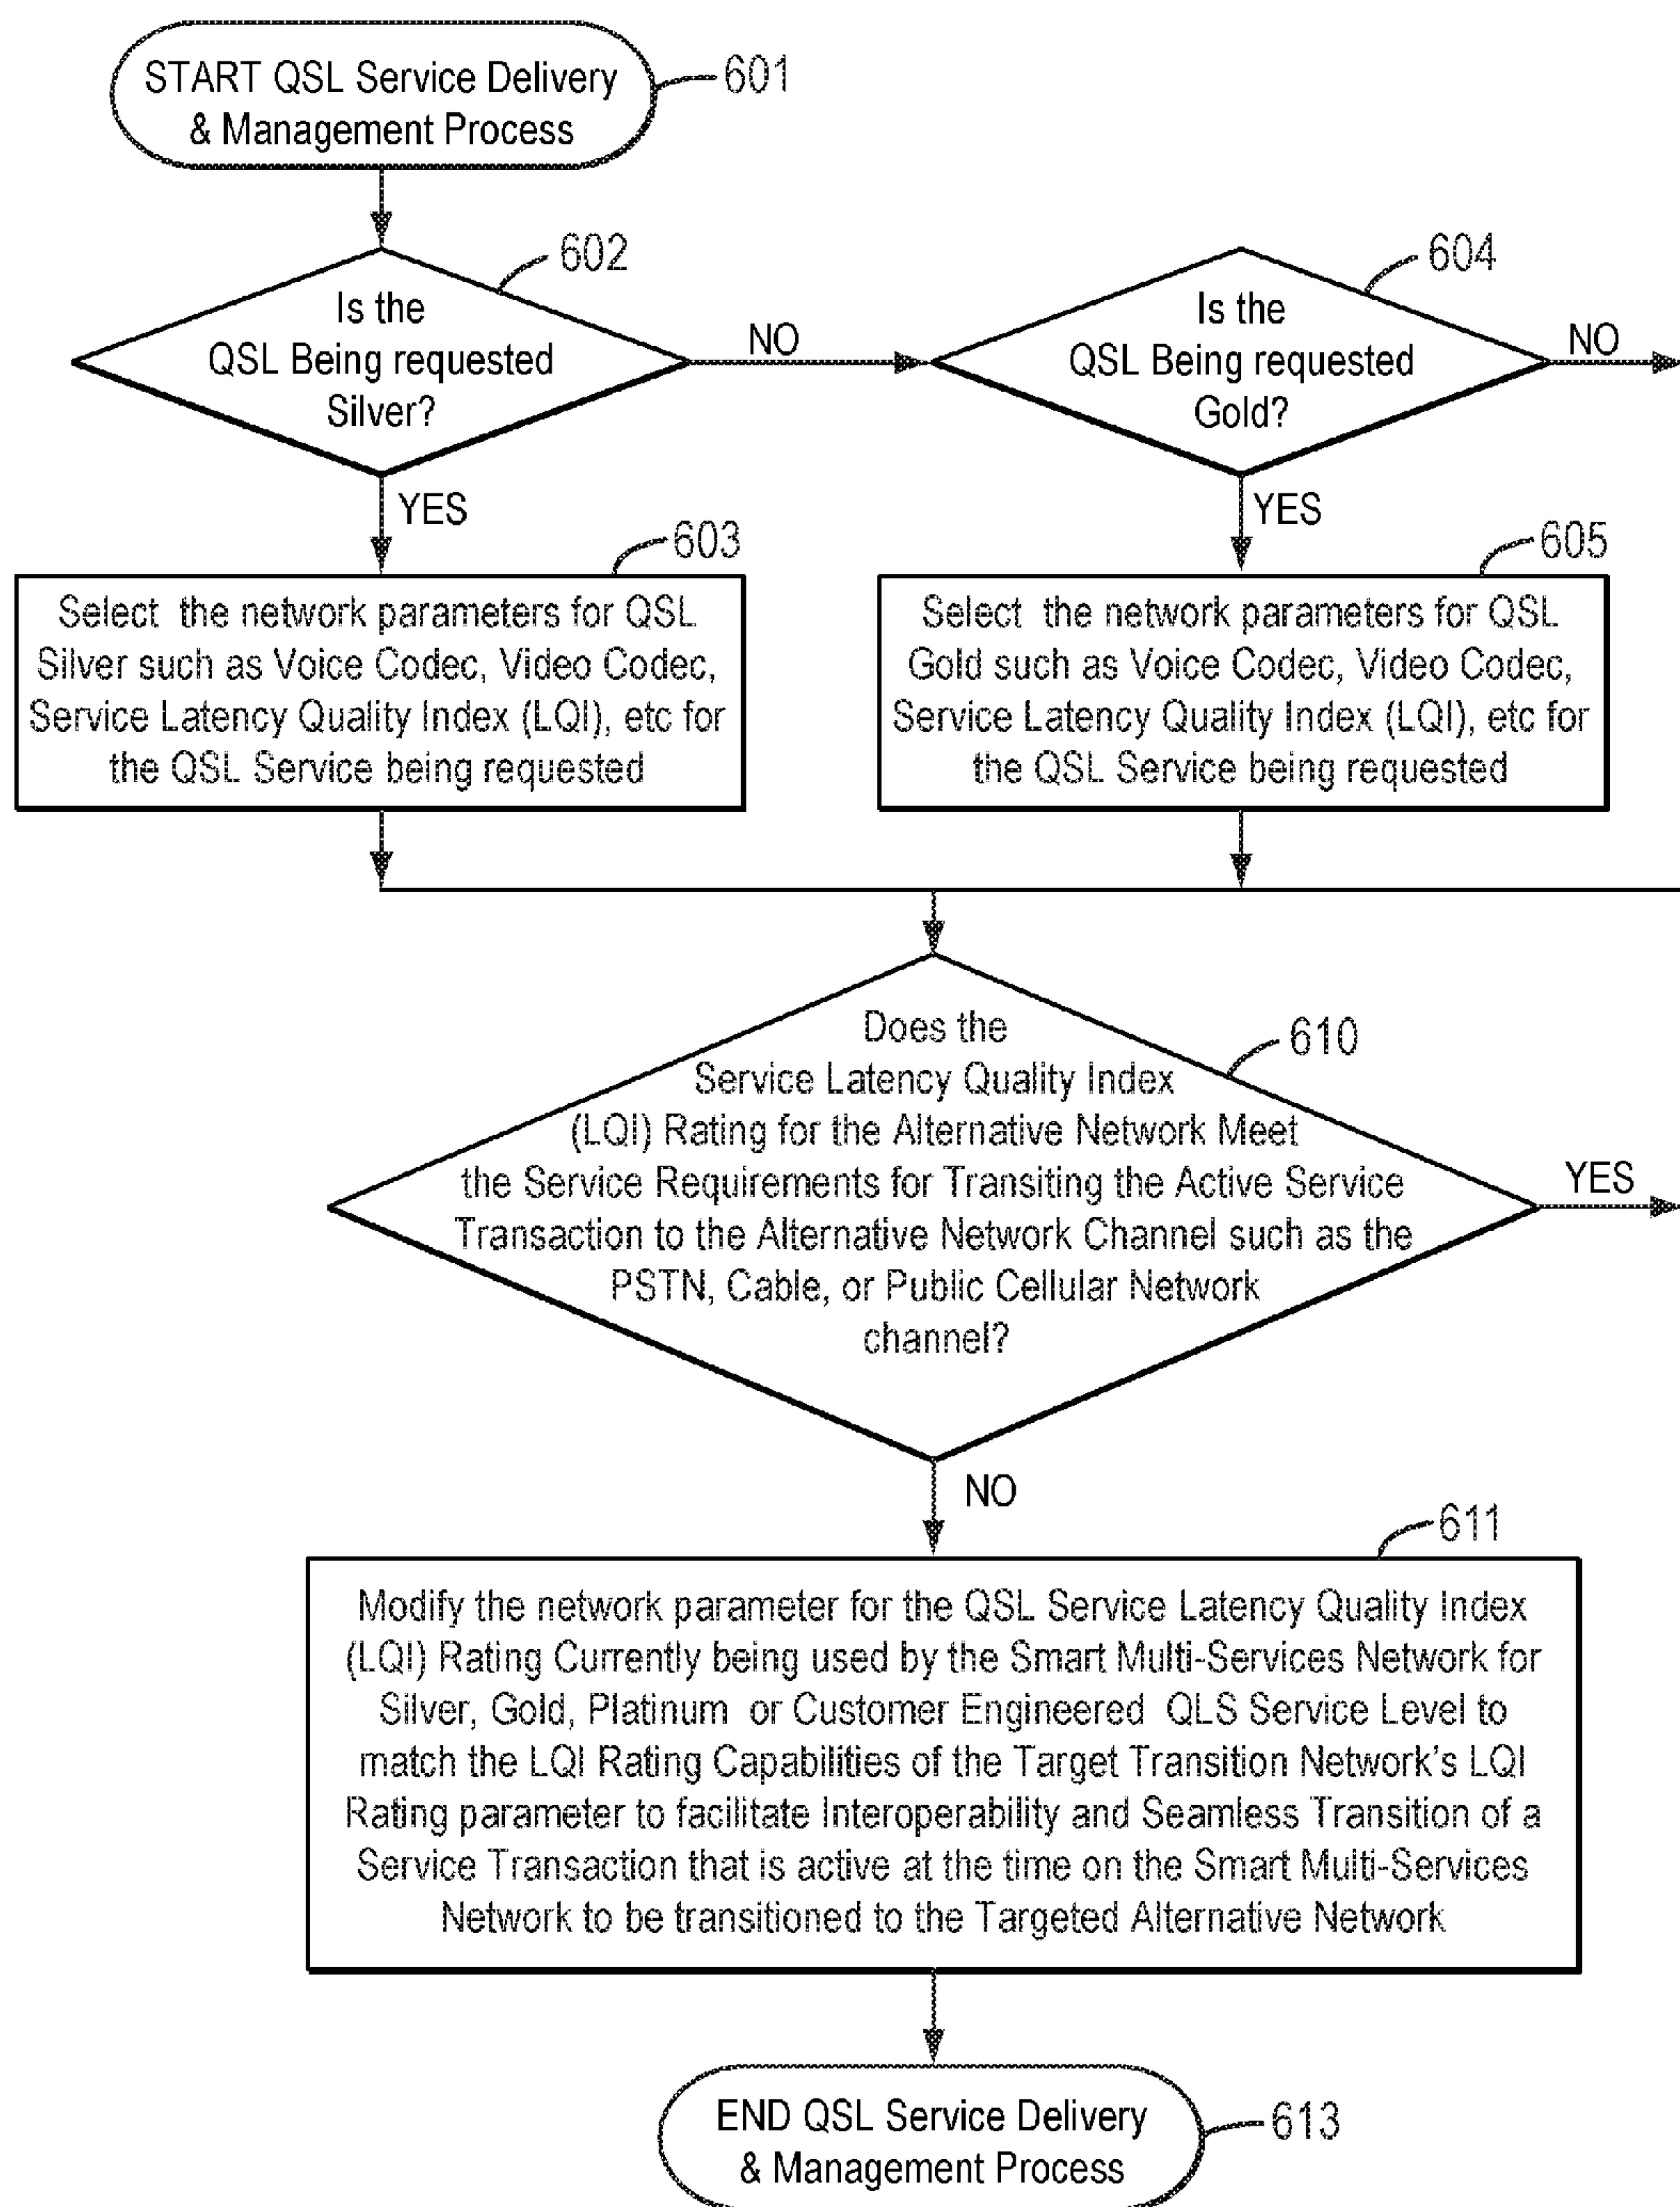 START QSL Service Delivery
& Management Process
601
602
Is the
QSL Being requested
Silver?
NO
604
Is the
QSL Being requested
Gold?
NO
YES
YES
603
Select the network parameters for QSL
Silver such as Voice Codec, Video Codec,
Service Latency Quality Index (LQI), etc for
the QSL Service being requested
605
Select the network parameters for QSL
Gold such as Voice Codec, Video Codec,
Service Latency Quality Index (LQI), etc for
the QSL Service being requested
610
Does the
Service Latency Quality Index
(LQI) Rating for the Alternative Network Meet
the Service Requirements for Transiting the Active Service
Transaction to the Alternative Network Channel such as the
PSTN, Cable, or Public Cellular Network
channel?
YES
NO
611
Modify the network parameter for the QSL Service Latency Quality Index
(LQI) Rating Currently being used by the Smart Multi-Services Network for
Silver, Gold, Platinum or Customer Engineered QLS Service Level to
match the LQI Rating Capabilities of the Target Transition Network's LQI
Rating parameter to facilitate Interoperability and Seamless Transition of a
Service Transaction that is active at the time on the Smart Multi-Services
Network to be transitioned to the Targeted Alternative Network
END QSL Service Delivery
& Management Process
613